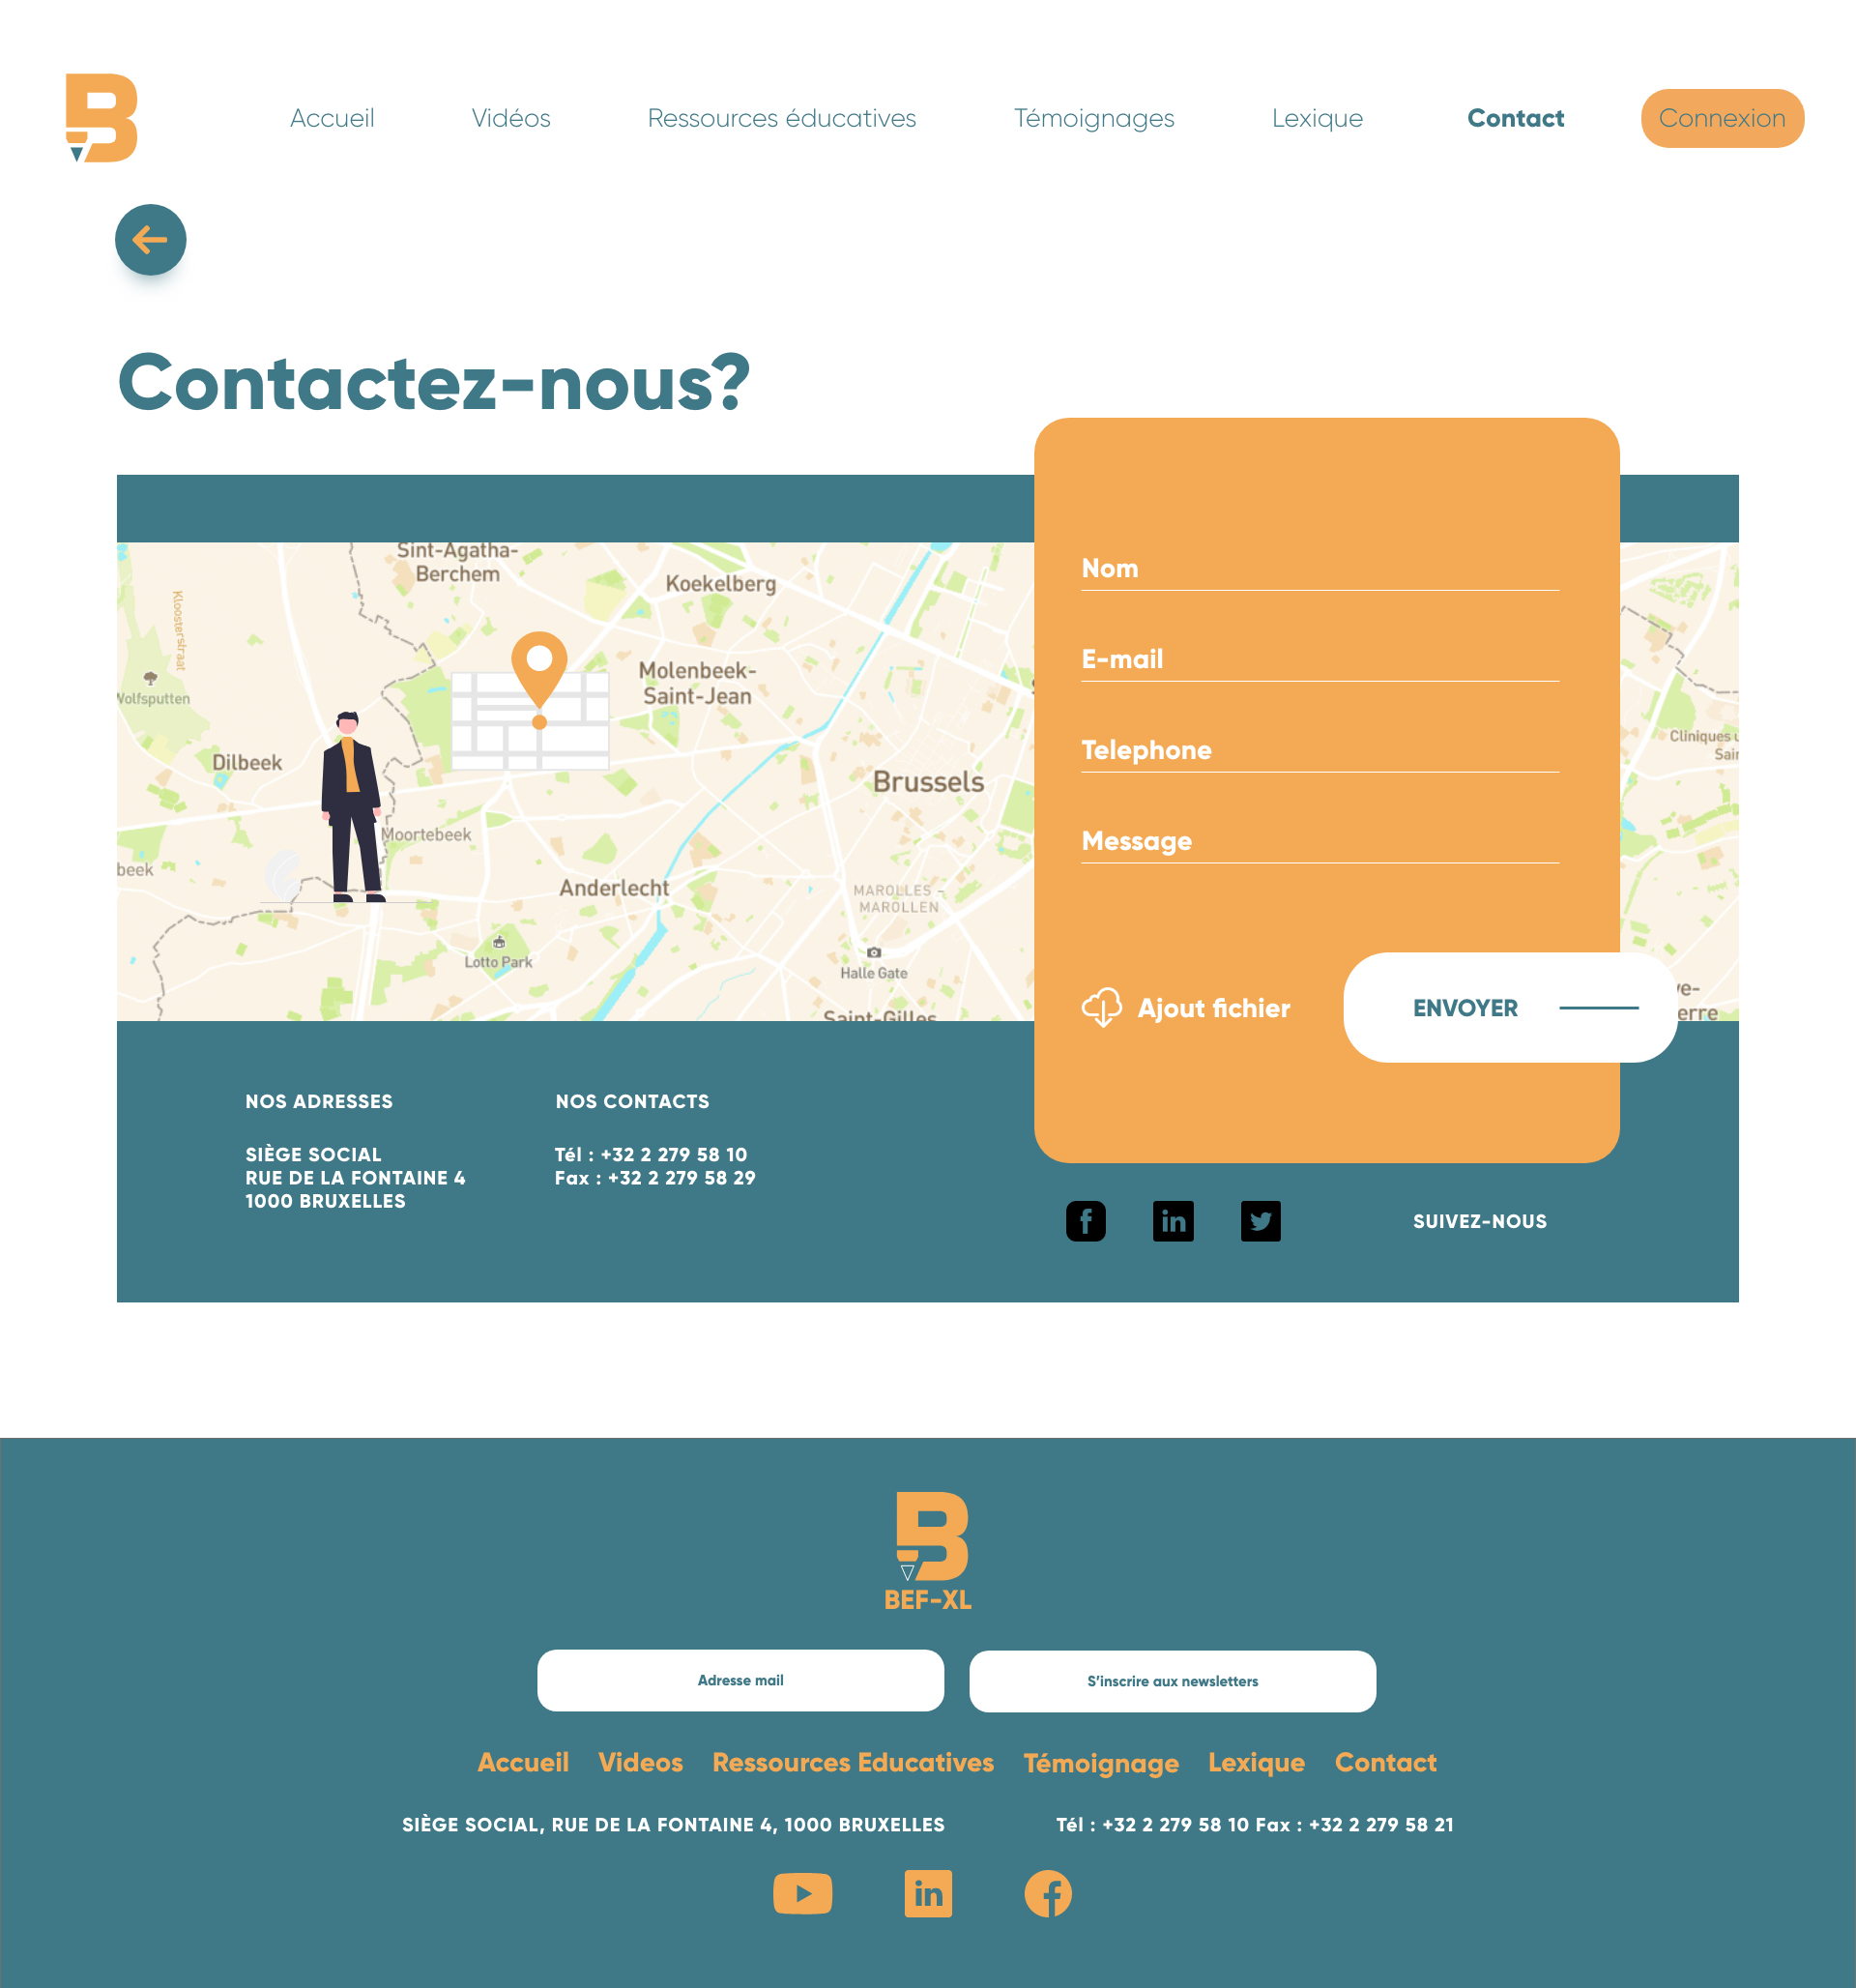 Accueil Vidéos Ressources éducatives Témoignages Lexique Contact Connexion
Contactez-nous?
Sint-Agatha-
Berchem
Koekelberg
Kloosterstraat
Molenbeek-
Saint-Jean
Wolfsputten
Dilbeek
Brussels
Moortebeek
beek
Anderlecht
MAROLLES -
MAROLLEN
Lotto Park
Halle Gate
Saint-Gilles
Cliniques u
Sain
ve-
erre
Nom
E-mail
Telephone
Message
Ajout fichier
ENVOYER
NOS ADRESSES
SIÈGE SOCIAL
RUE DE LA FONTAINE 4
1000 BRUXELLES
NOS CONTACTS
Tél : +32 2 279 58 10
Fax : +32 2 279 58 29
SUIVEZ-NOUS
BEF-XL
Adresse mail
S’inscrire aux newsletters
Accueil Videos Ressources Educatives Témoignage Lexique Contact
SIÈGE SOCIAL, RUE DE LA FONTAINE 4, 1000 BRUXELLES
Tél : +32 2 279 58 10 Fax : +32 2 279 58 21